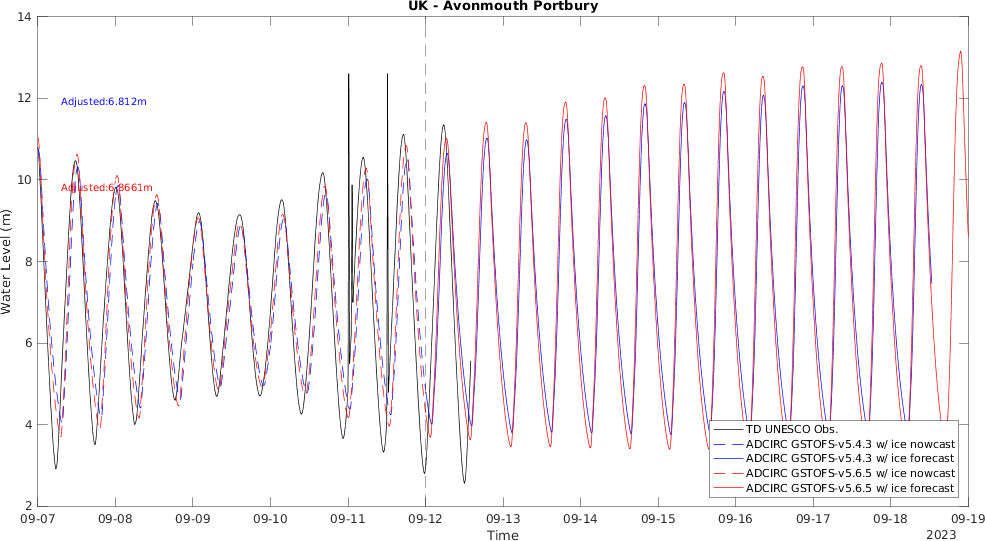 UK - Avonmouth Portbury
14
12
10
8
6
4
2
Water Level (m)
Adjusted:6.812m
Adjusted:6.8661m
TD UNESCO Obs.
ADCIRC GSTOFS-v5.4.3 w/ ice nowcast
ADCIRC GSTOFS-v5.4.3 w/ ice forecast
ADCIRC GSTOFS-v5.6.5 w/ ice nowcast
ADCIRC GSTOFS-v5.6.5 w/ ice forecast
09-07 09-08 09-09 09-10 09-11 09-12 09-13 09-14 09-15 09-16 09-17 09-18 09-19
Time
2023